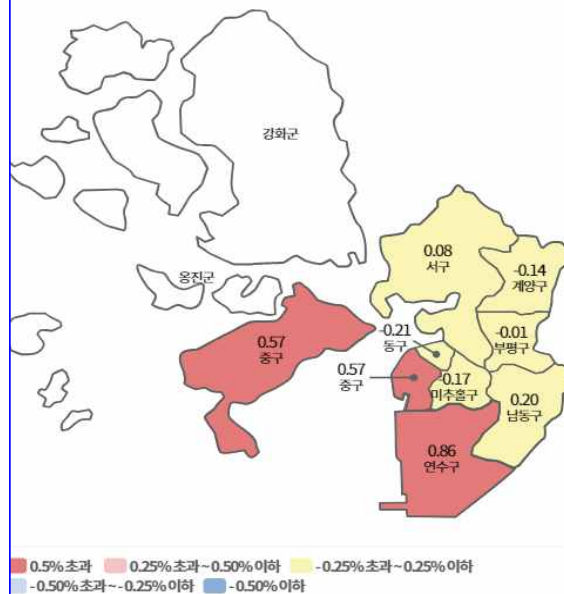 강화군
0.08
서구
-0.14
계양구
옹진군
-0.21
동구
-0.01
부평구
0.57
중구
0.57
중구
-0.17
미추홀구
0.20
남동구
0.86
연수구
0.5% 초과 0.25% 초과 ~ 0.50% 이하 - 0.25% 초과 ~ 0.25% 이하
- 0.50% 초과 ~ - 0.25% 이하 - 0.50% 이하